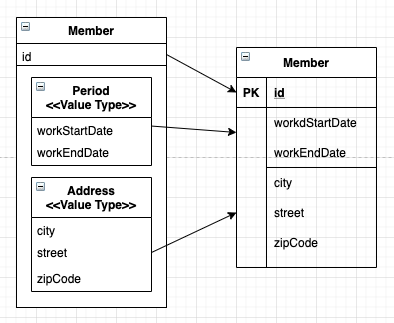 Member
id
Period
<<Value Type>>
workStartDate
workEndDate
Address
<<Value Type>>
city
street
zipCode
Member
PK id
workdStartDate
workEndDate
city
street
zipCode